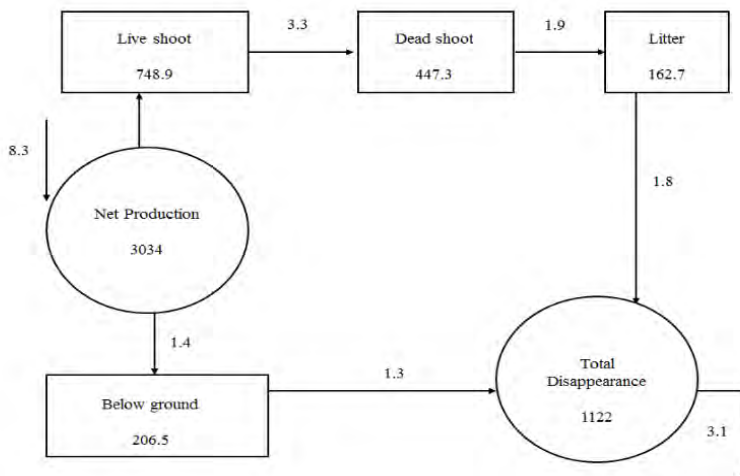 Live shoot
748.9
3.3
Dead shoot
447.3
1.9
Litter
162.7
8.3
Net Production
3034
1.8
1.4
Below ground
206.5
1.3
Total
Disappearance
1122
3.1